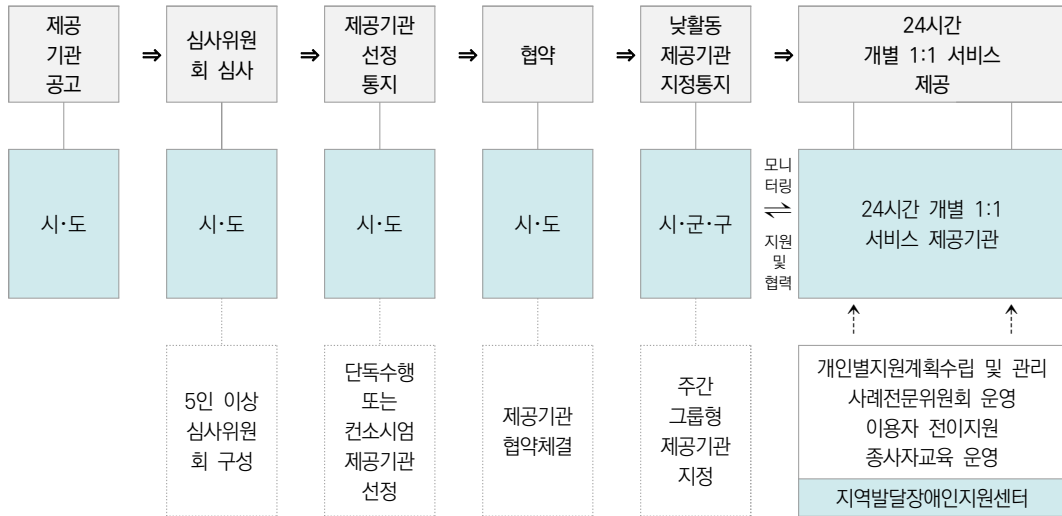 제공
기관
공고
⇒
심사위원
회 심사
⇒
제공기관
선정
통지
⇒
협약
⇒
낮활동
제공기관
지정통지
⇒
24시간
개별 1:1 서비스
제공
시·도
시·도
시·도
시·도
시·군·구
모니
터링
⇌
지원
및
협력
24시간 개별 1:1
서비스 제공기관
5인 이상
심사위원
회 구성
단독수행
또는
컨소시엄
제공기관
선정
제공기관
협약체결
주간
그룹형
제공기관
지정
개인별지원계획수립 및 관리
사례전문위원회 운영
이용자 전이지원
종사자교육 운영
지역발달장애인지원센터